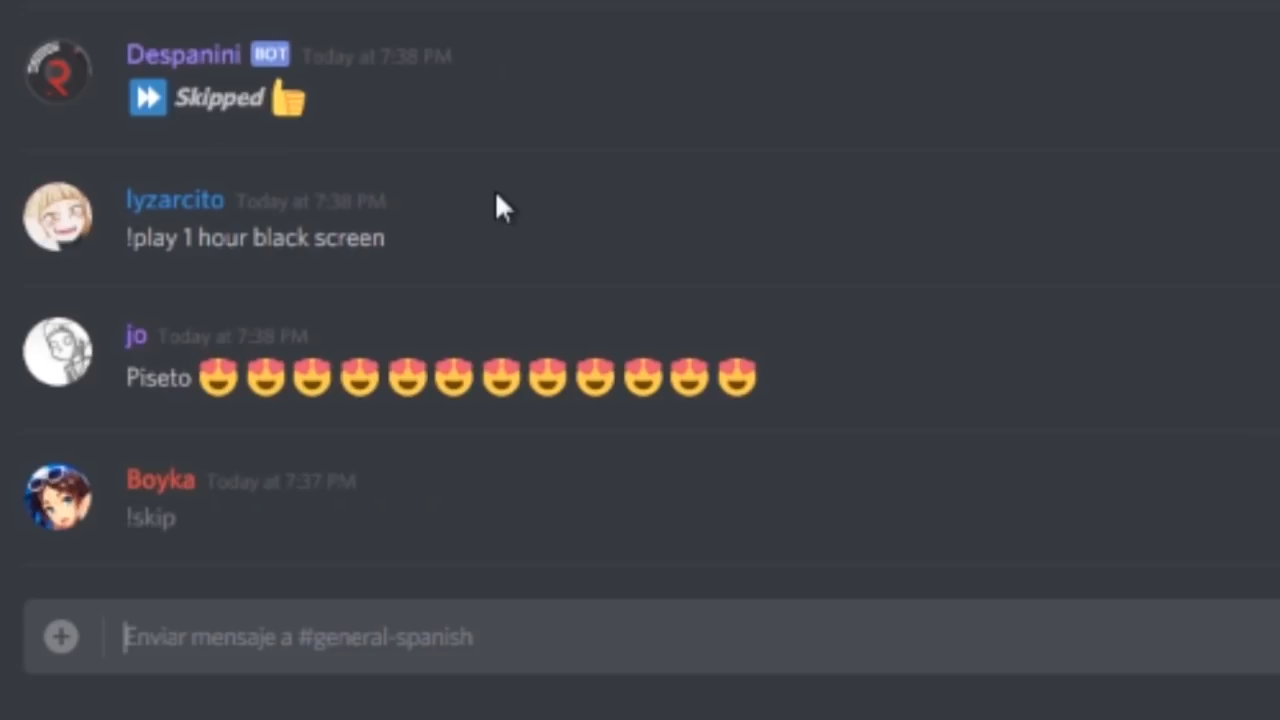 Despanini BOT Today at 7:38 PM
Skipped
lyzarcito Today at 7:38 PM
!play 1 hour black screen
jo Today at 7:38 PM
Piseto 😍 😍 😍 😍 😍 😍 😍 😍 😍 😍 😍 😍
Boyka Today at 7:37 PM
!skip
Enviar mensaje a #general-spanish